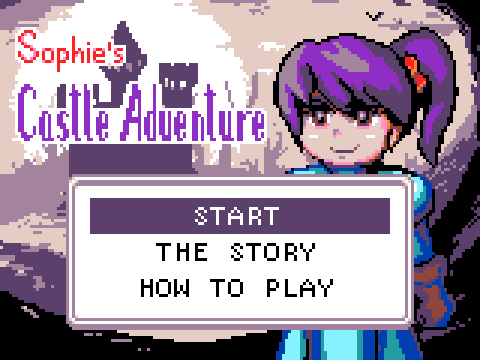 Sophie's
Castle Adventure
START
THE STORY
HOW TO PLAY